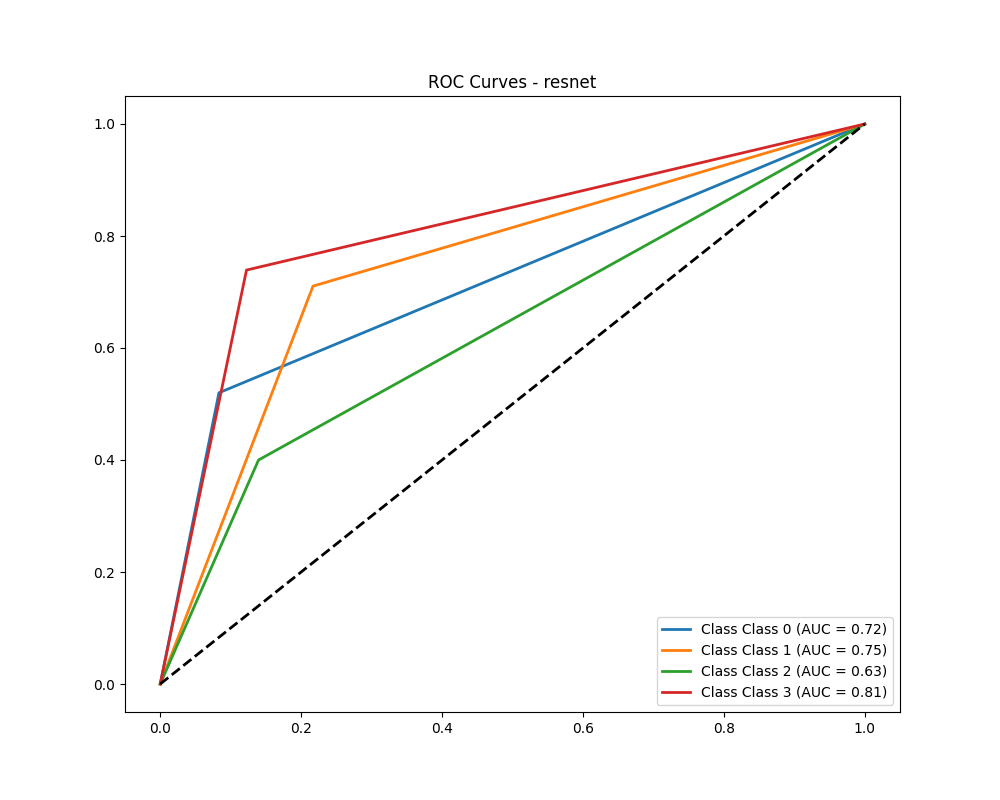 ROC Curves - resnet
1.0
0.8
0.6
0.4
0.2
0.0
0.0 0.2 0.4 0.6 0.8 1.0
Class Class 0 (AUC = 0.72)
Class Class 1 (AUC = 0.75)
Class Class 2 (AUC = 0.63)
Class Class 3 (AUC = 0.81)